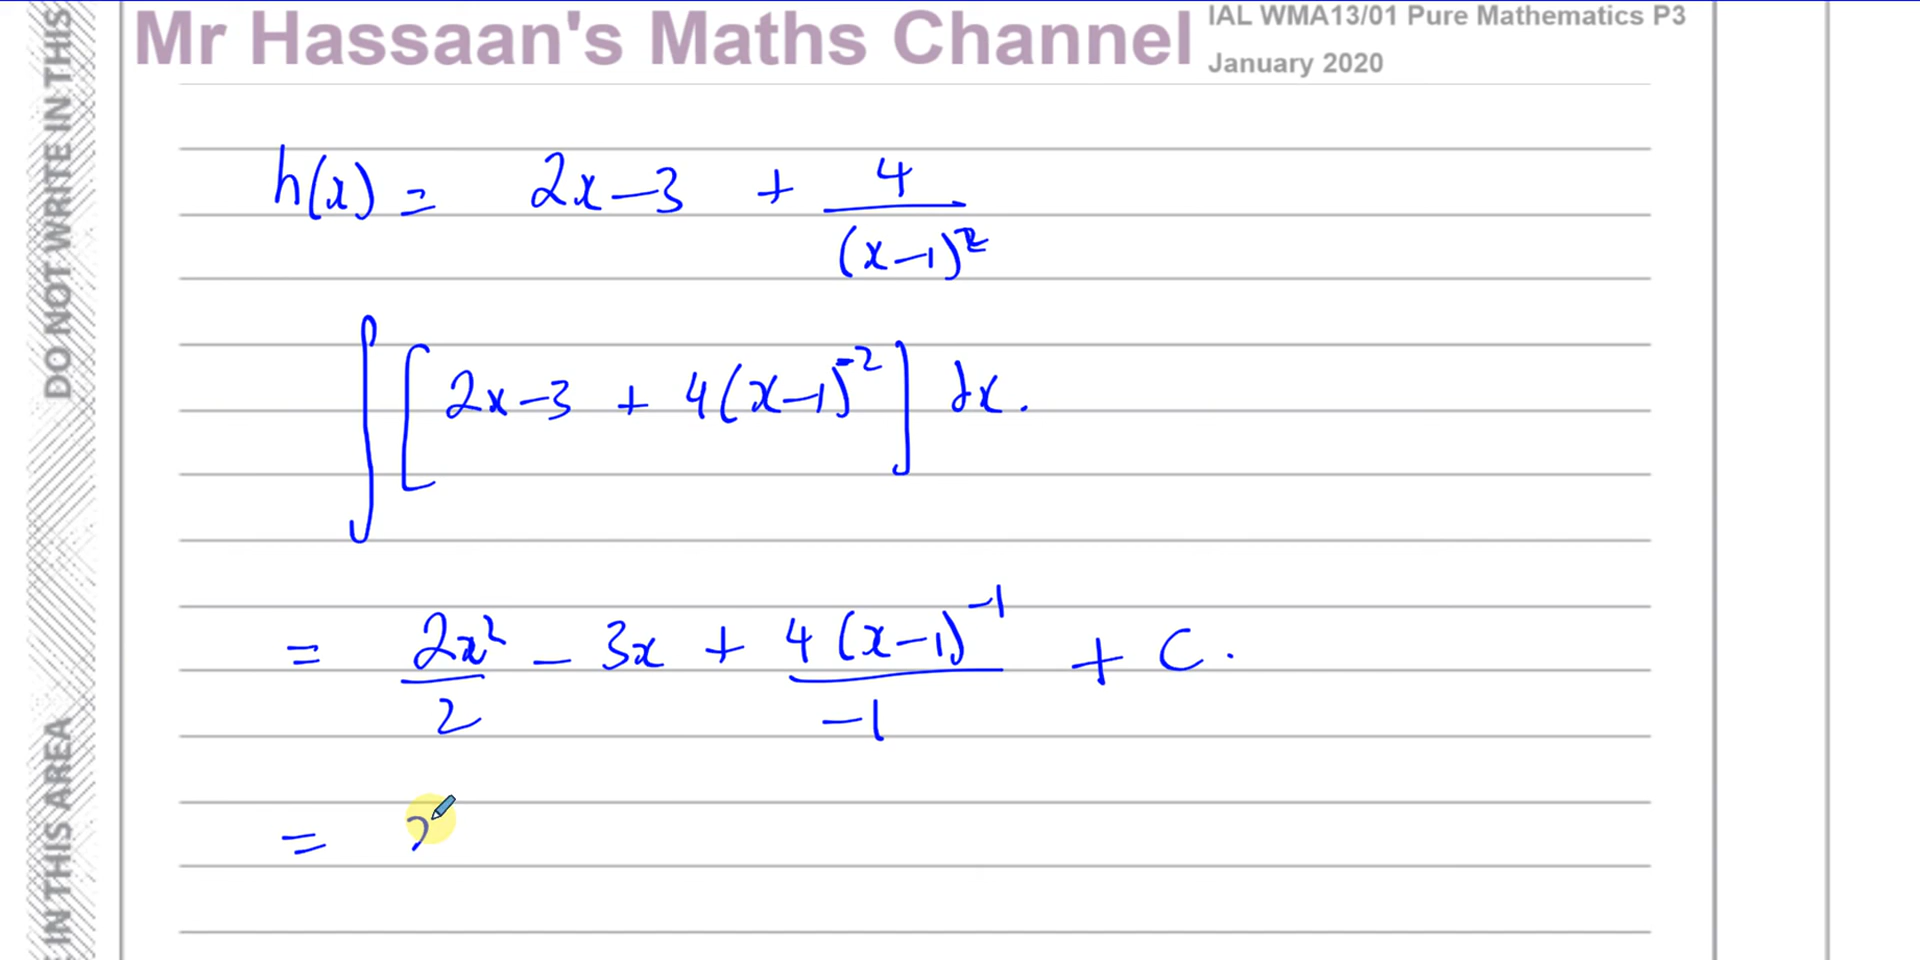 Mr Hassaan's Maths Channel
IAL WMA13/01 Pure Mathematics P3
January 2020
DO NOT WRITE IN THIS
IN THIS AREA
h(x) = 2x-3 + 4/(x-1)²
∫[2x-3 + 4(x-1)⁻²] dx.
= 2x²/2 - 3x + 4(x-1)⁻¹/-1 + C.
= x